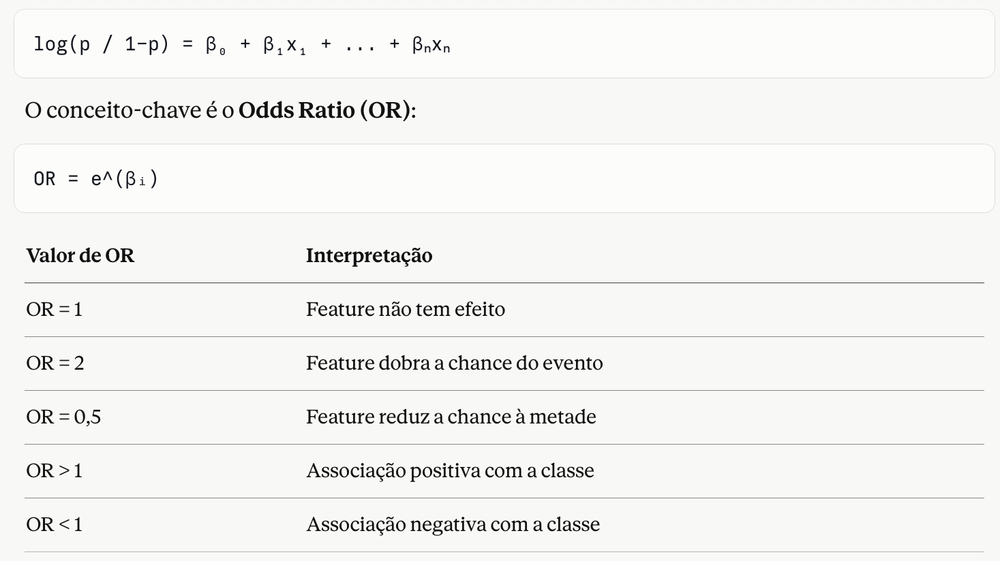 log(p / 1−p) = β₀ + β₁x₁ + ... + βₙxₙ
O conceito-chave é o Odds Ratio (OR):
OR = e^(βᵢ)
Valor de OR Interpretação
OR = 1 Feature não tem efeito
OR = 2 Feature dobra a chance do evento
OR = 0,5 Feature reduz a chance à metade
OR > 1 Associação positiva com a classe
OR < 1 Associação negativa com a classe